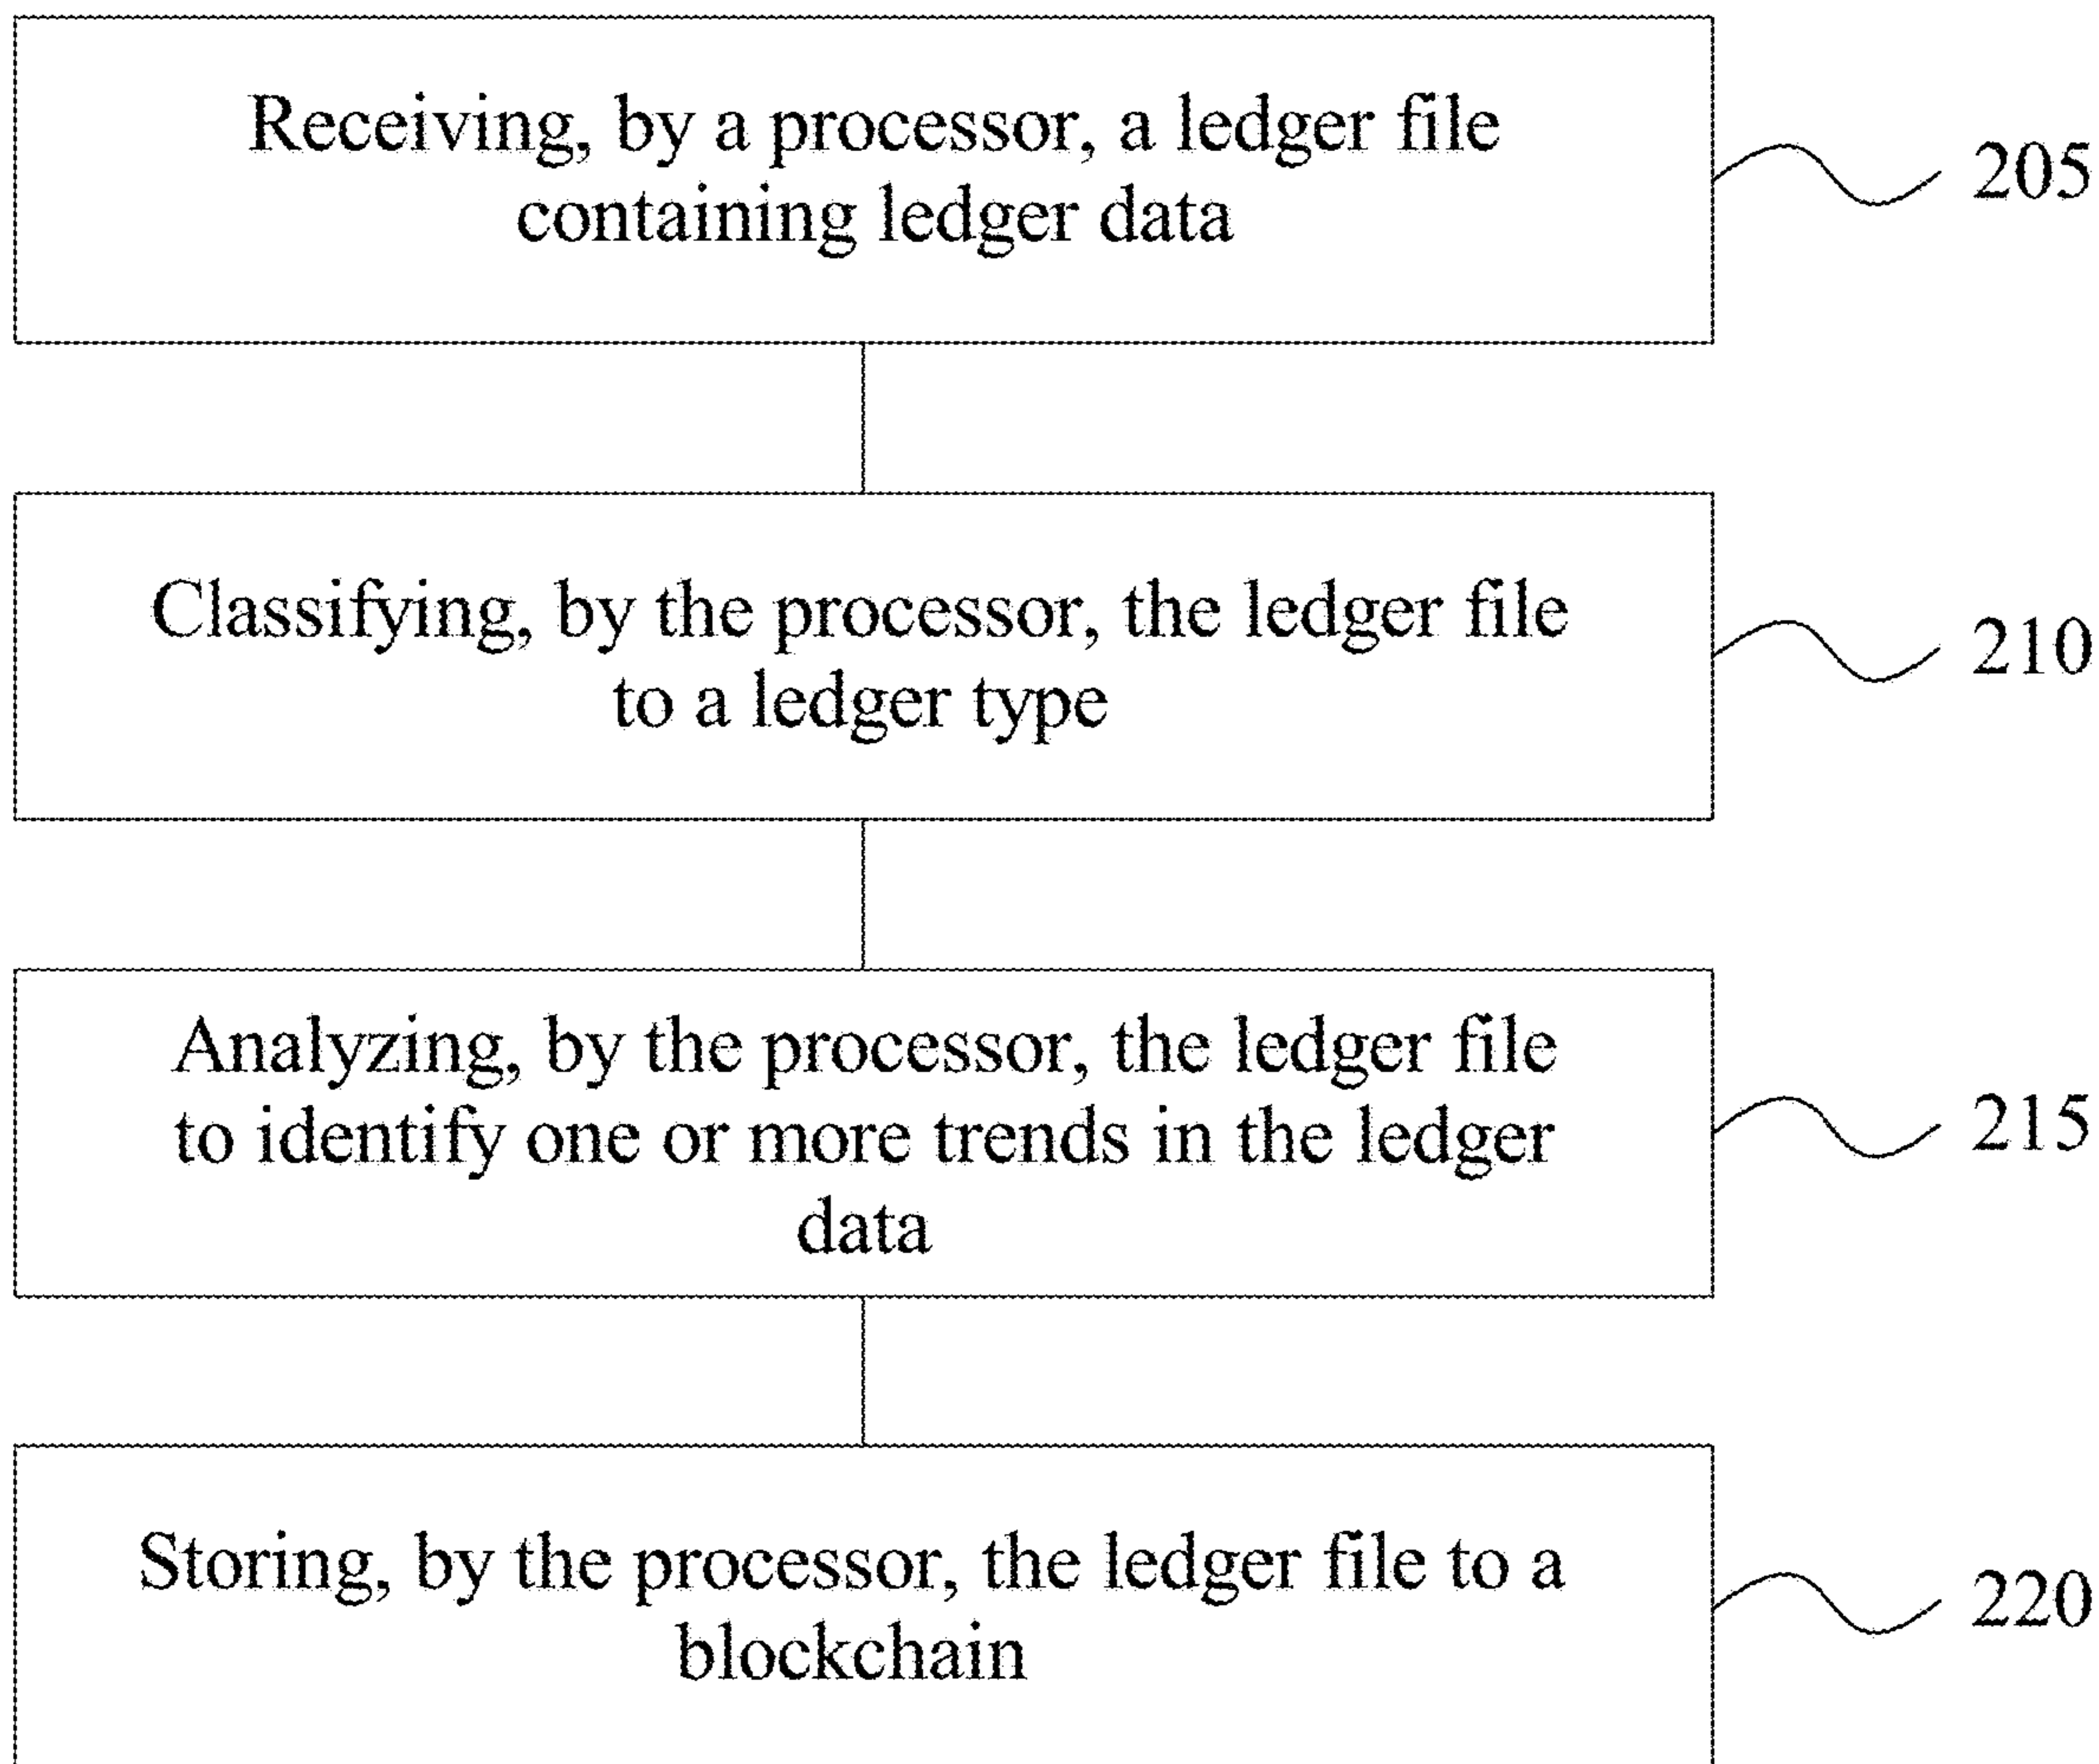 Receiving, by a processor, a ledger file
containing ledger data
205
Classifying, by the processor, the ledger file
to a ledger type
210
Analyzing, by the processor, the ledger file
to identify one or more trends in the ledger
data
215
Storing, by the processor, the ledger file to a
blockchain
220